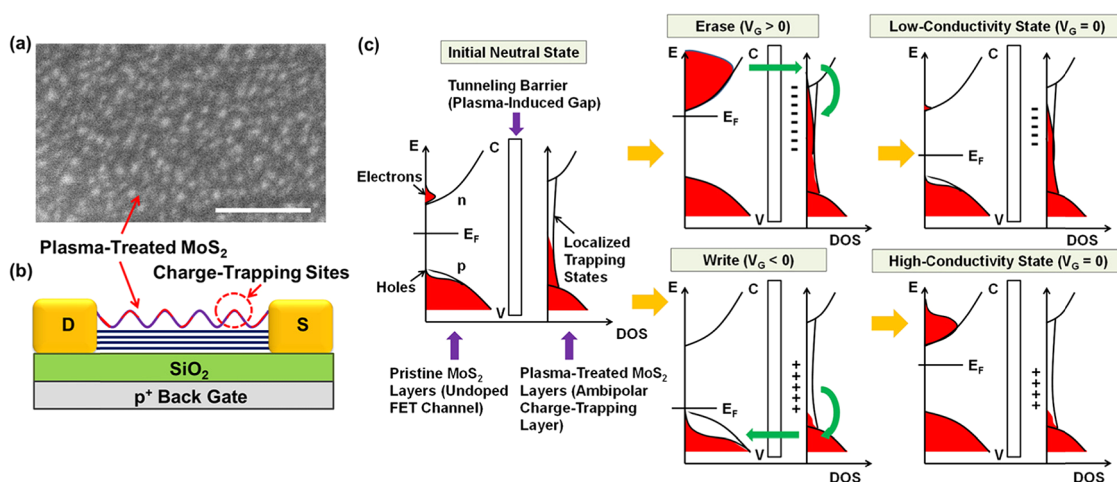 (a)
Plasma-Treated MoS2
(b)
Charge-Trapping Sites
D
S
SiO2
p+ Back Gate
(c)
Initial Neutral State
Tunneling Barrier
(Plasma-Induced Gap)
E
C
Electrons
n
EF
p
Holes
V
Localized
Trapping
States
DOS
Pristine MoS2
Layers (Undoped
FET Channel)
Plasma-Treated MoS2
Layers (Ambipolar
Charge-Trapping
Layer)
Erase (VG > 0)
E
C
- - - - - -
EF
V
DOS
Low-Conductivity State (VG = 0)
E
C
- - - -
EF
V
DOS
Write (VG < 0)
E
C
+++++
EF
V
DOS
High-Conductivity State (VG = 0)
E
C
EF
++++
V
DOS